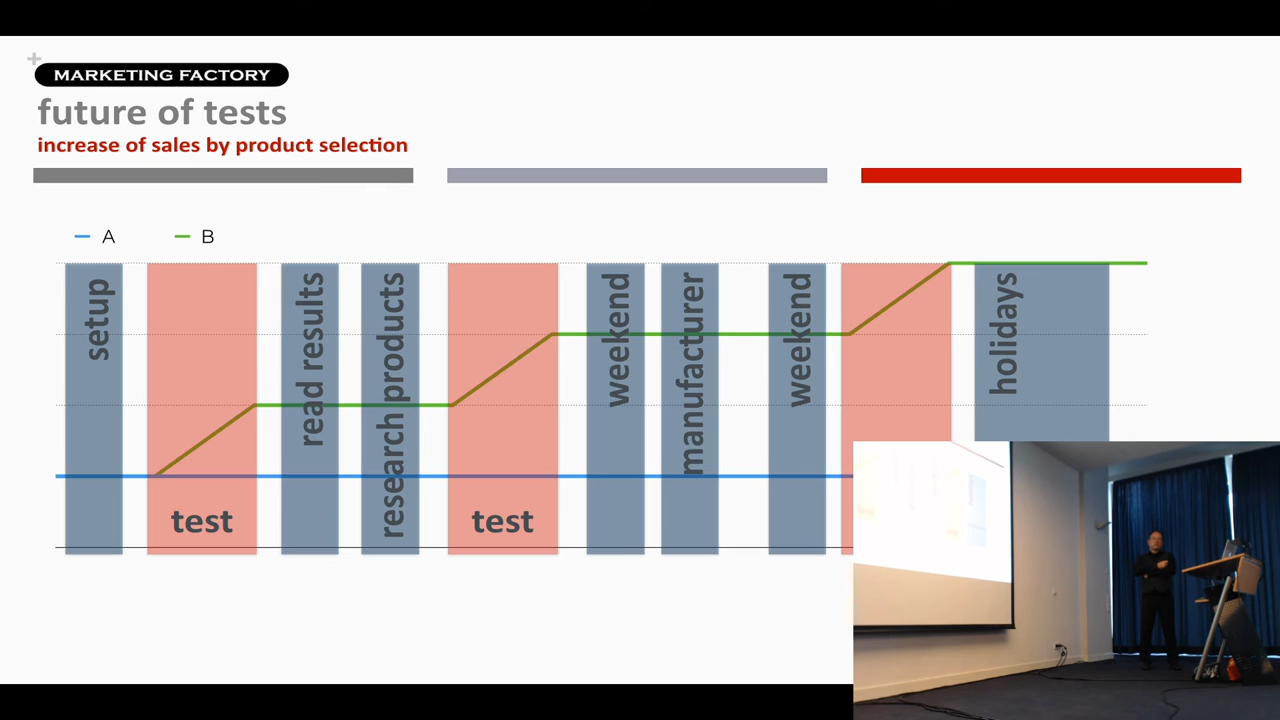 MARKETING FACTORY
future of tests
increase of sales by product selection
A
B
setup
test
read results
research products
test
weekend
manufacturer
weekend
holidays